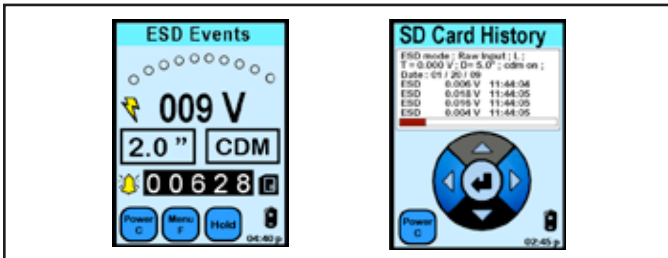 ESD Events
009 V
2.0 "
CDM
00628
Power
C
Menu
F
Hold
04:40 p
SD Card History
ESD mode ; Raw Input ; L ;
T = 0.000 V ; D= 5.0" ; cdm on ;
Date : 01 / 20 / 09
ESD 0.006 V 11:44:04
ESD 0.018 V 11:44:05
ESD 0.016 V 11:44:05
ESD 0.004 V 11:44:05
Power
C
02:45 p